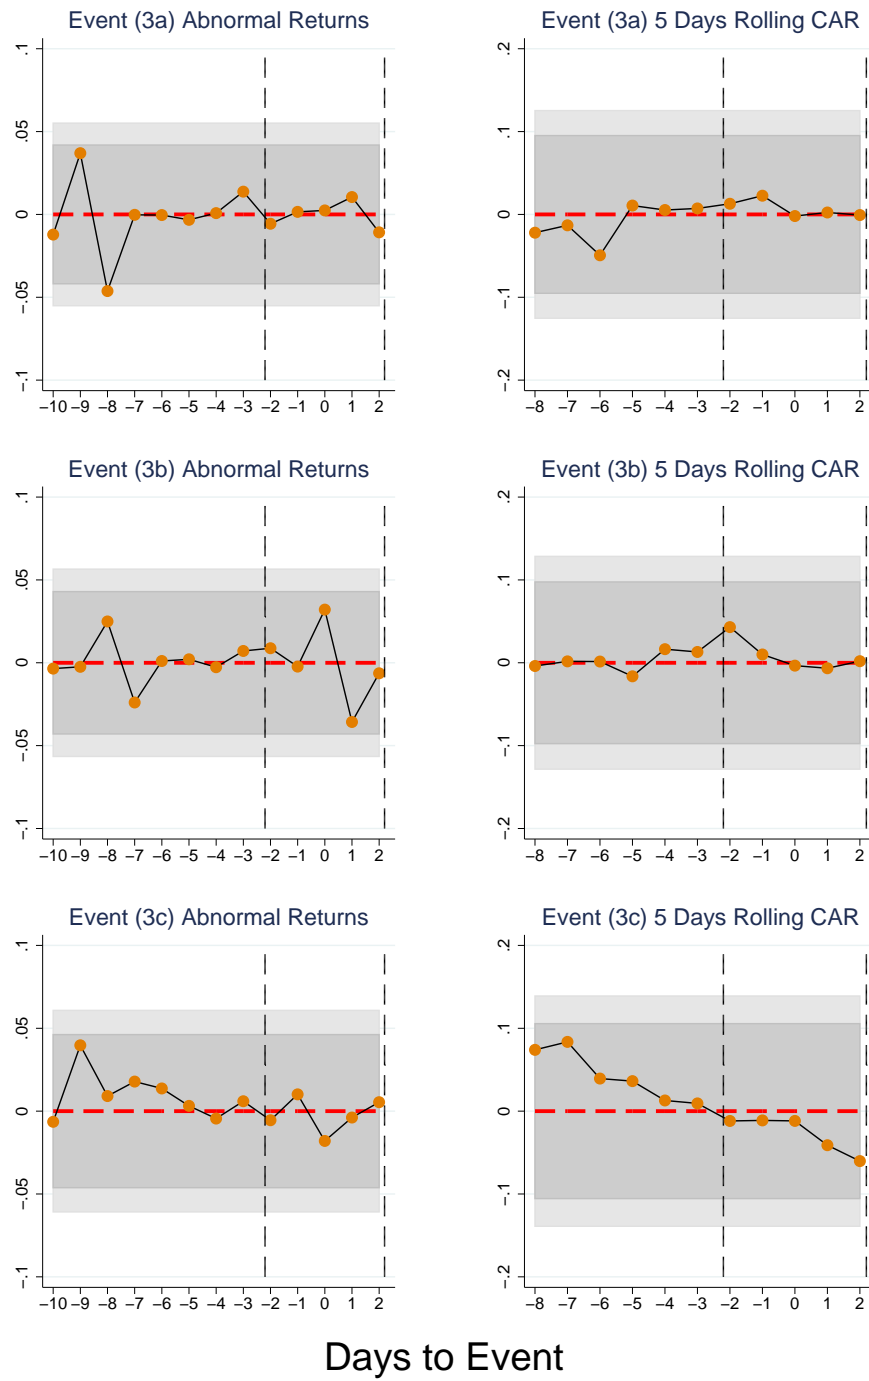 Event (3a) Abnormal Returns
.1
.05
0
−.05
−.1
−10 −9 −8 −7 −6 −5 −4 −3 −2 −1 0 1 2
Event (3a) 5 Days Rolling CAR
.2
.1
0
−.1
−.2
−8 −7 −6 −5 −4 −3 −2 −1 0 1 2
Event (3b) Abnormal Returns
.1
.05
0
−.05
−.1
−10 −9 −8 −7 −6 −5 −4 −3 −2 −1 0 1 2
Event (3b) 5 Days Rolling CAR
.2
.1
0
−.1
−.2
−8 −7 −6 −5 −4 −3 −2 −1 0 1 2
Event (3c) Abnormal Returns
.1
.05
0
−.05
−.1
−10 −9 −8 −7 −6 −5 −4 −3 −2 −1 0 1 2
Event (3c) 5 Days Rolling CAR
.2
.1
0
−.1
−.2
−8 −7 −6 −5 −4 −3 −2 −1 0 1 2
Days to Event